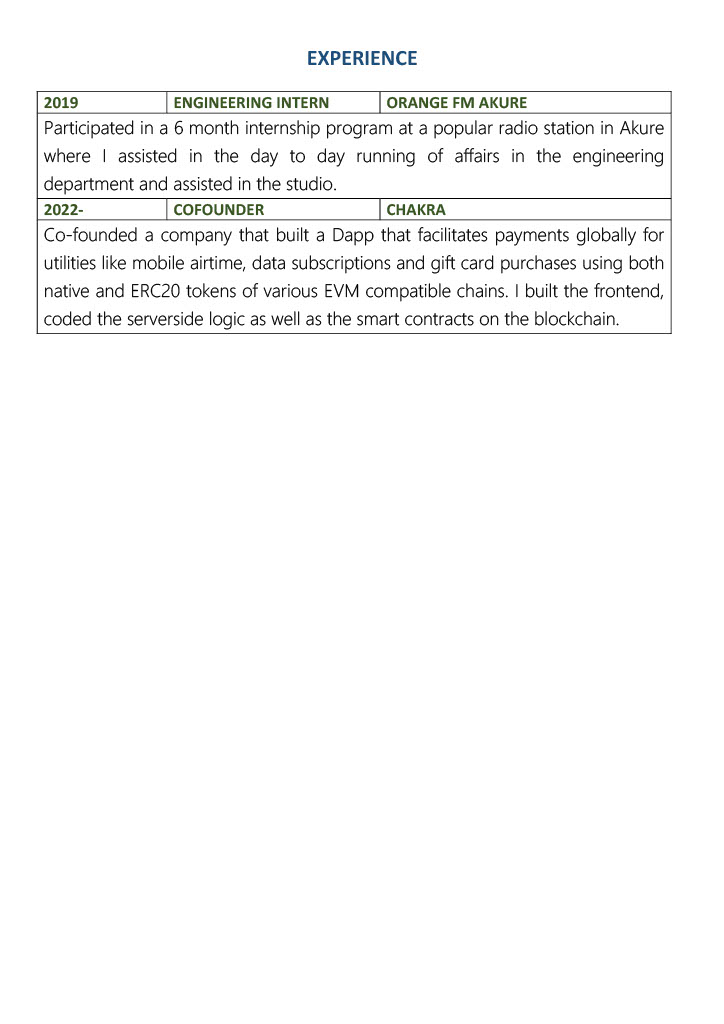 EXPERIENCE
2019 ENGINEERING INTERN ORANGE FM AKURE
Participated in a 6 month internship program at a popular radio station in Akure
where I assisted in the day to day running of affairs in the engineering
department and assisted in the studio.
2022- COFOUNDER CHAKRA
Co-founded a company that built a Dapp that facilitates payments globally for
utilities like mobile airtime, data subscriptions and gift card purchases using both
native and ERC20 tokens of various EVM compatible chains. I built the frontend,
coded the serverside logic as well as the smart contracts on the blockchain.